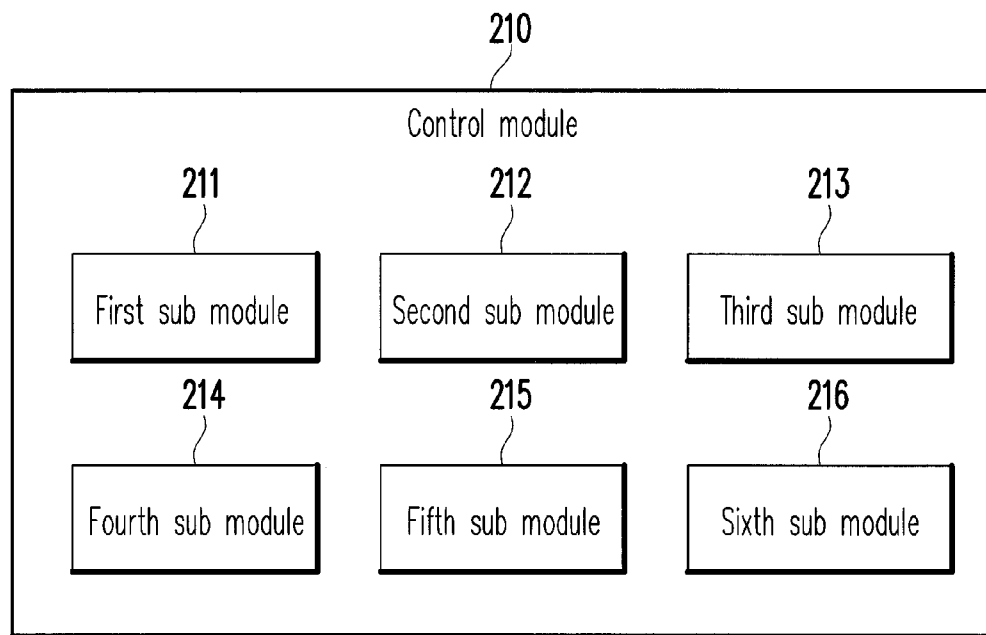 210
Control module
211 212 213
First sub module Second sub module Third sub module
214 215 216
Fourth sub module Fifth sub module Sixth sub module